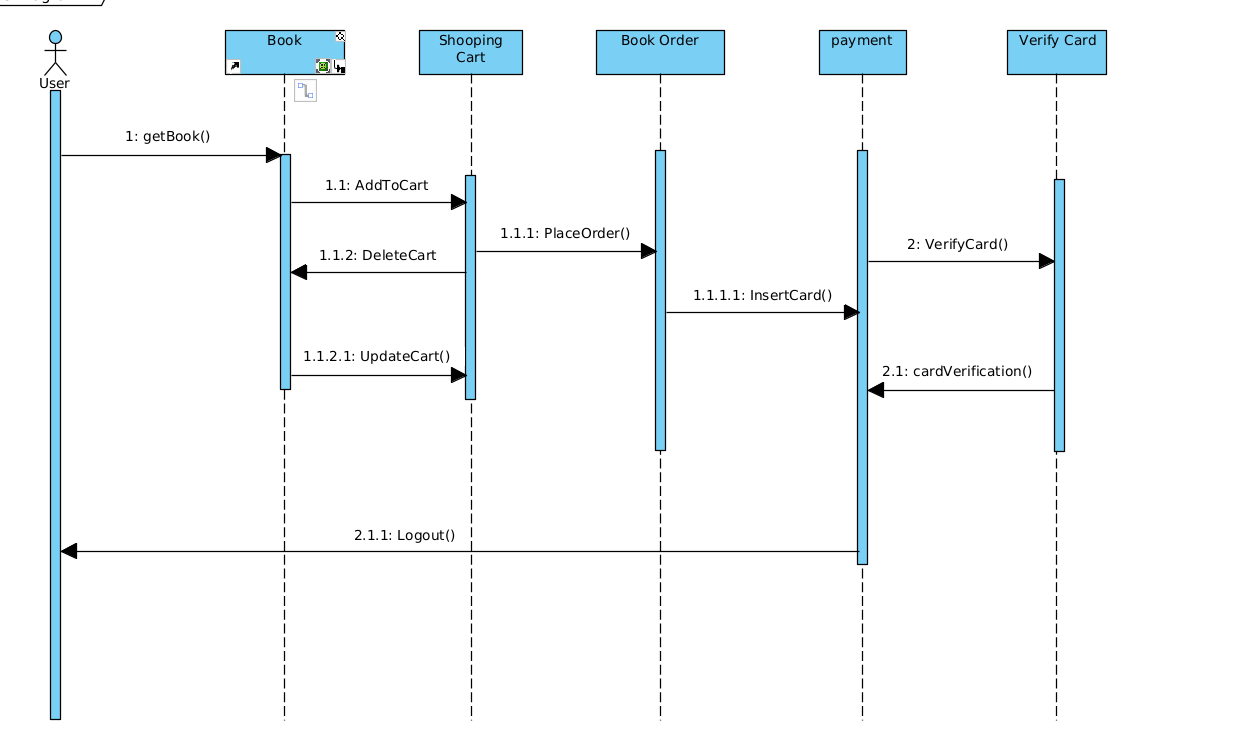 Book
Shooping
Cart
Book Order
payment
Verify Card
User
1: getBook()
1.1: AddToCart
1.1.1: PlaceOrder()
2: VerifyCard()
1.1.2: DeleteCart
1.1.1.1: InsertCard()
1.1.2.1: UpdateCart()
2.1: cardVerification()
2.1.1: Logout()